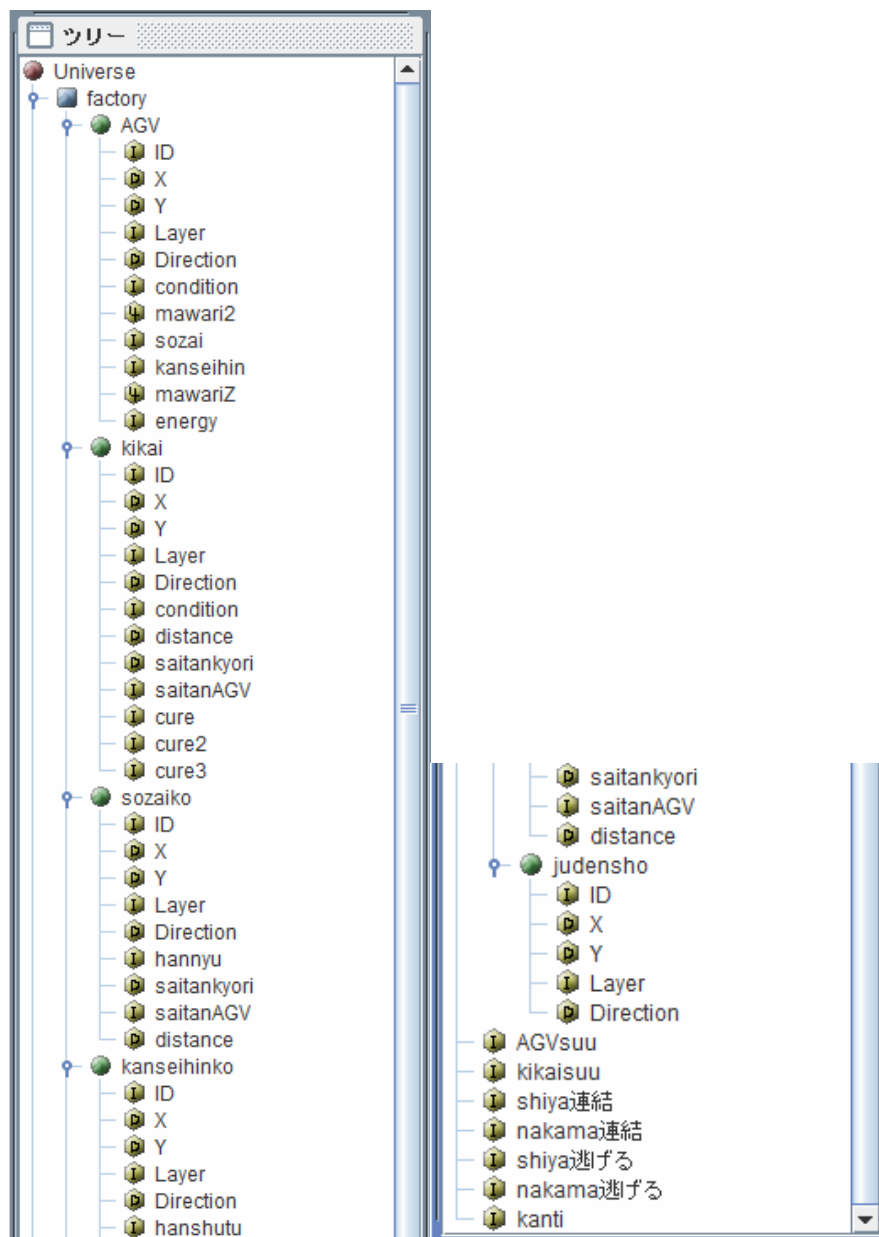 ツリー
Universe
factory
AGV
ID
X
Y
Layer
Direction
condition
mawari2
sozai
kanseihin
mawariZ
energy
kikai
ID
X
Y
Layer
Direction
condition
distance
saitankyori
saitanAGV
cure
cure2
cure3
sozaiko
ID
X
Y
Layer
Direction
hannyu
saitankyori
saitanAGV
distance
kanseihinko
ID
X
Y
Layer
Direction
hanshutu
saitankyori
saitanAGV
distance
judensho
ID
X
Y
Layer
Direction
AGVsuu
kikaisuu
shiya連結
nakama連結
shiya逃げる
nakama逃げる
kanti